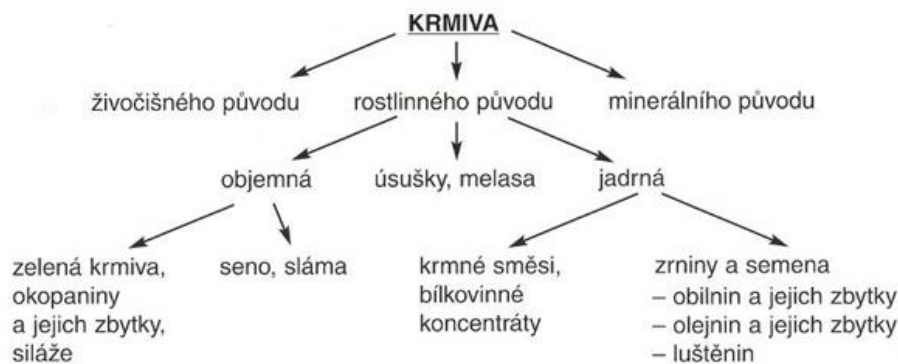 KRMIVA
živočišného původu
rostlinného původu
minerálního původu
objemná
úsušky, melasa
jadrná
zelená krmiva,
okopaniny
a jejich zbytky,
siláže
seno, sláma
krmné směsi,
bílkovinné
koncentráty
zrniny a semena
– obilnin a jejich zbytky
– olejnin a jejich zbytky
– luštěnin